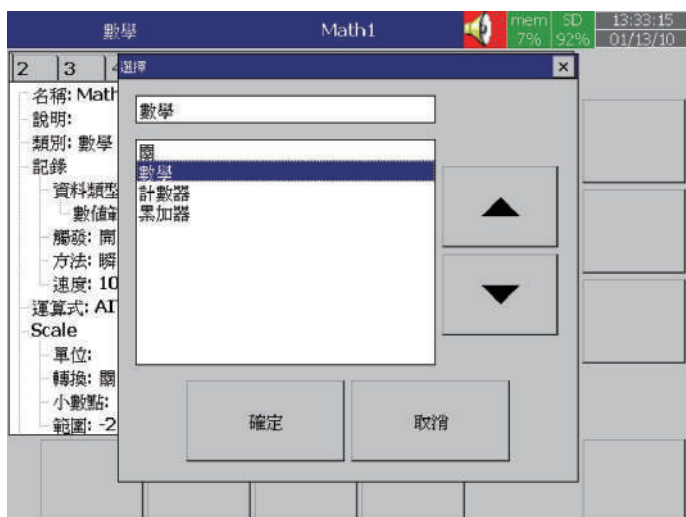 數學 Math1 mem 7% SD 92% 13:33:15 01/13/10
2 3 4
選擇
名稱: Math
說明:
類別: 數學
記錄
資料類型
數值範
觸發: 開
方法: 瞬
速度: 10
運算式: AI
Scale
單位:
轉換: 關
小數點:
範圍: -2
數學
關
數學
計數器
累加器
確定 取消